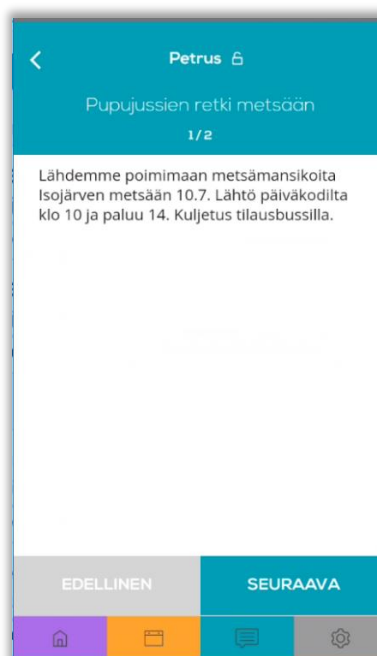 Petrus
Pupujussien retki metsään
1/2
Lähdemme poimimaan metsämansikoita
Isojärven metsään 10.7. Lähtö päiväkodilta
klo 10 ja paluu 14. Kuljetus tilausbussilla.
EDELLINEN
SEURAAVA